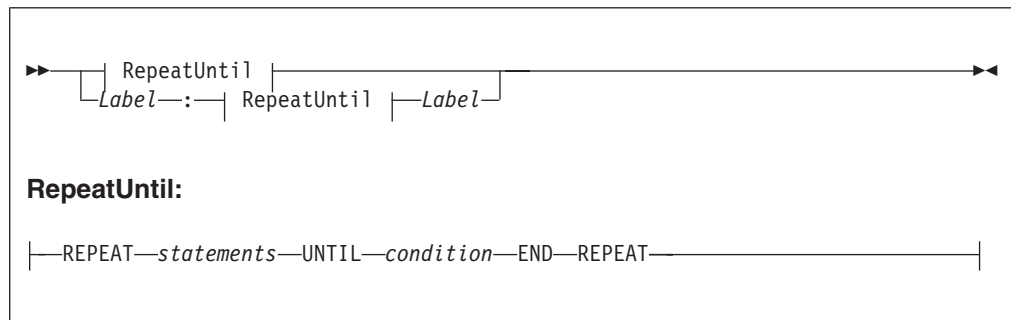 RepeatUntil
Label : RepeatUntil Label
RepeatUntil:
REPEAT statements UNTIL condition END REPEAT